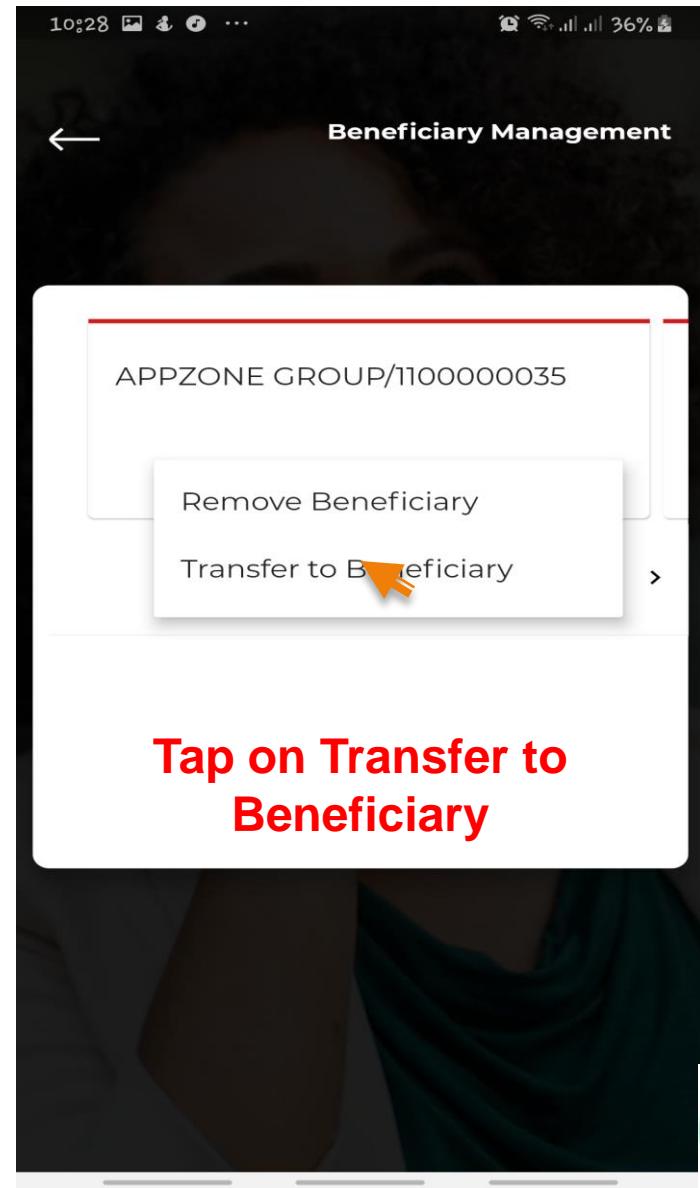 10:28 ... 36%
Beneficiary Management
APPZONE GROUP/1100000035
Remove Beneficiary
Transfer to Beneficiary
Tap on Transfer to
Beneficiary